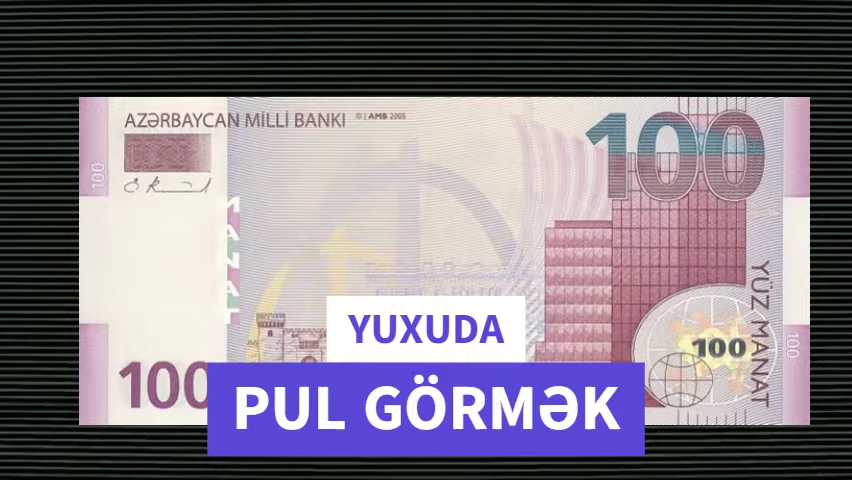 AZƏRBAYCAN MİLLİ BANKI © | AMB 2005
100
100
MANAT
YÜZ MANAT
100
100
100
YUXUDA
PUL GÖRMƏK